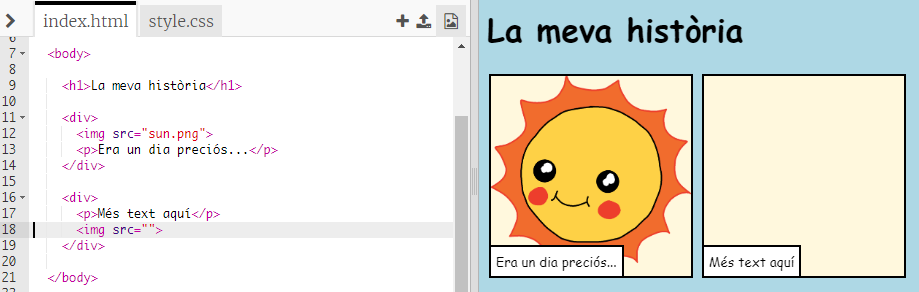 index.html style.css
6
7 <body>
8
9 <h1>La meva història</h1>
10
11 <div>
12 <img src="sun.png">
13 <p>Era un dia preciós...</p>
14 </div>
15
16 <div>
17 <p>Més text aquí</p>
18 <img src="">
19 </div>
20
21 </body>
La meva història
Era un dia preciós...
Més text aquí